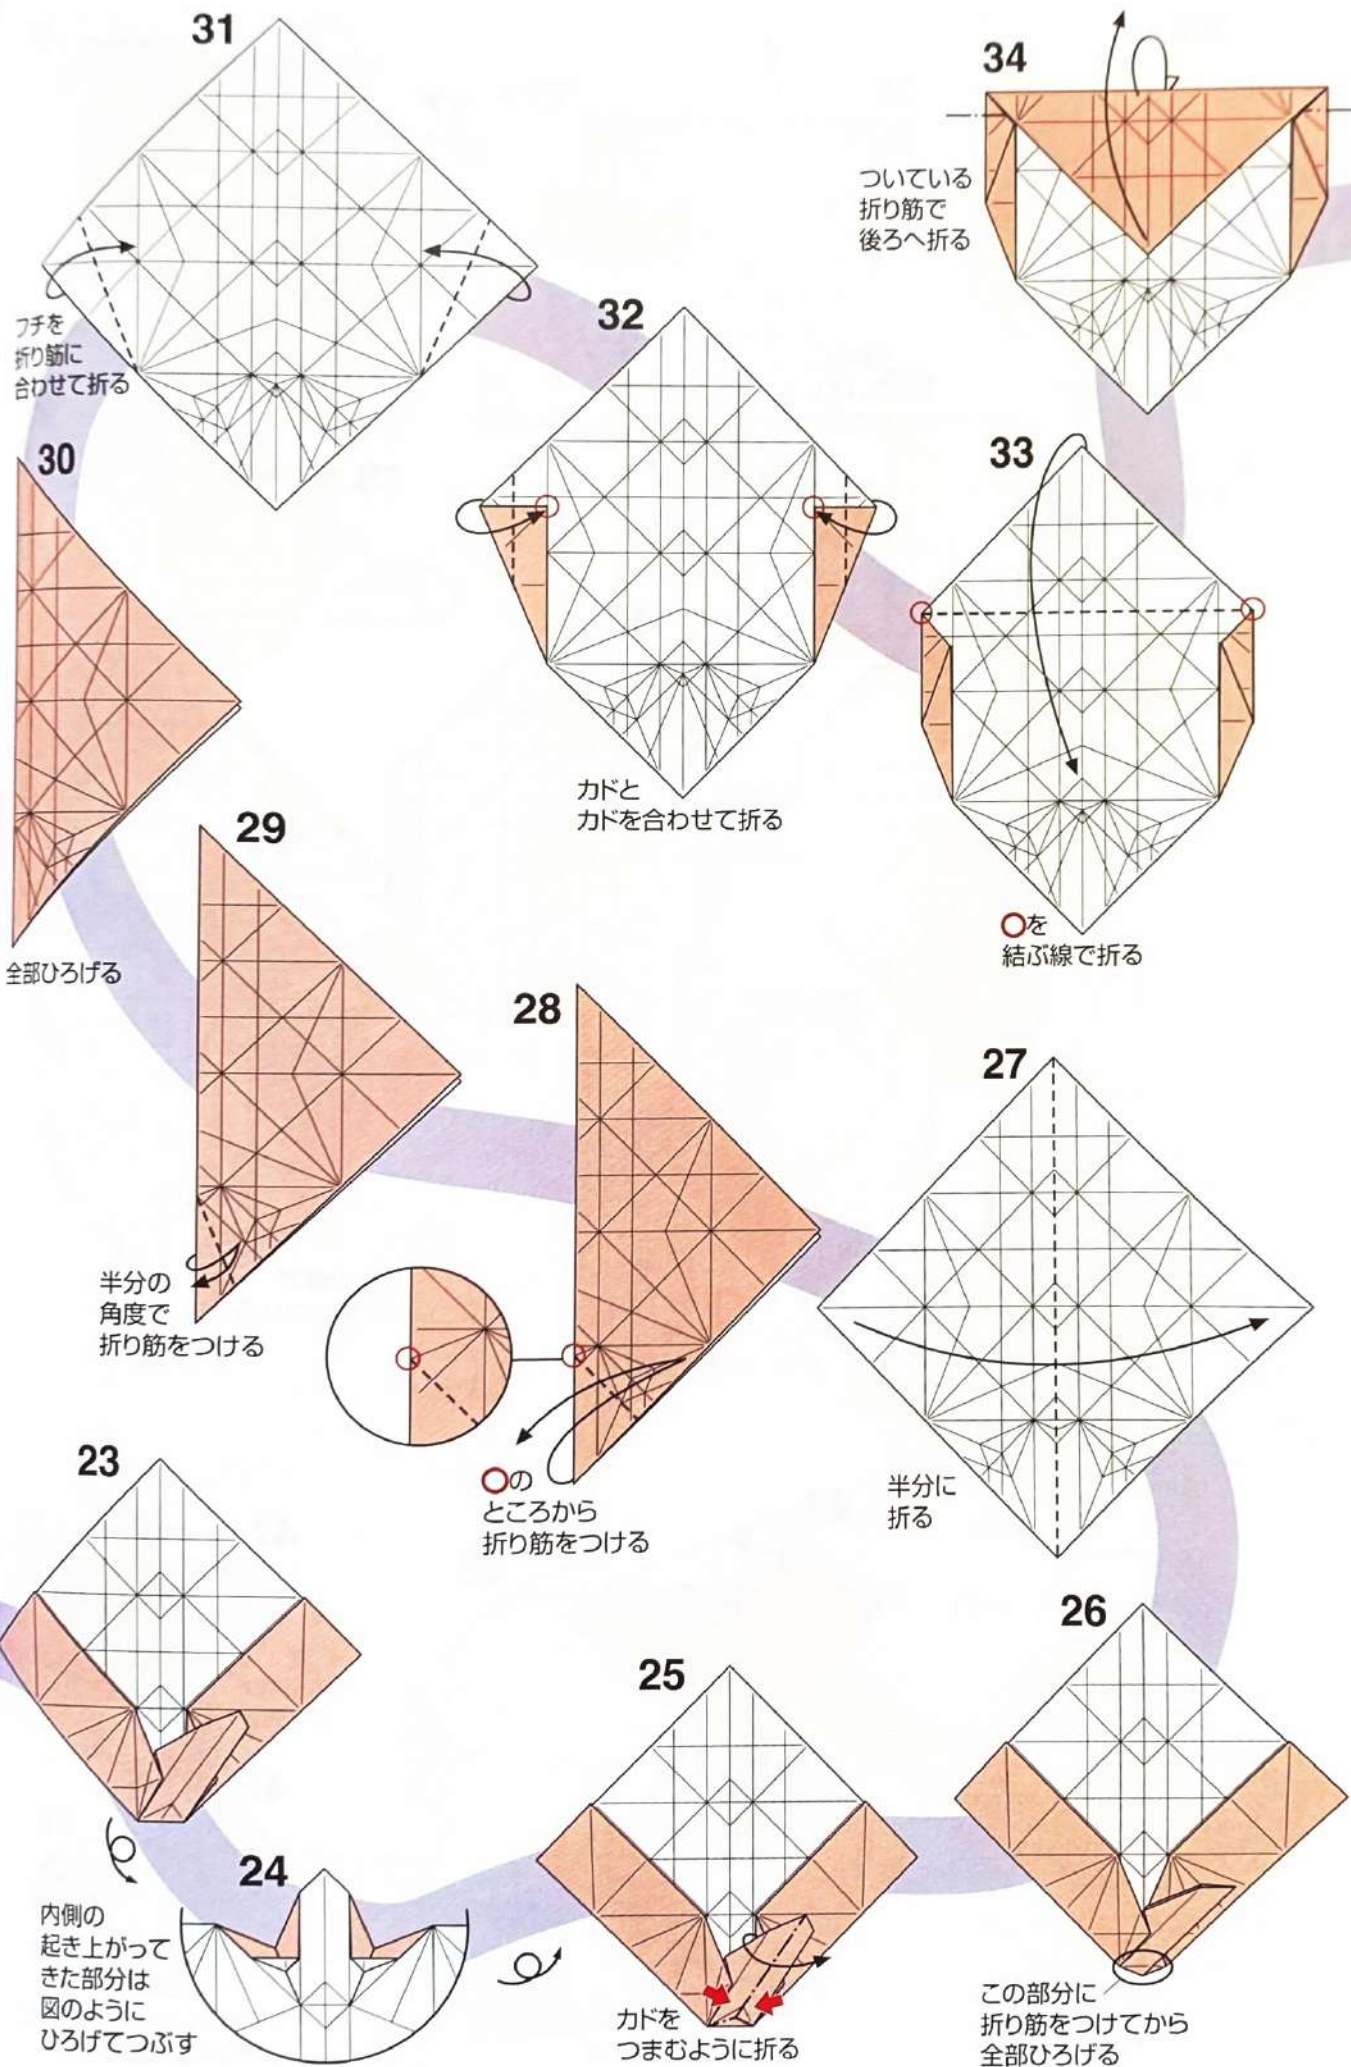 23
24
内側の
起き上がって
きた部分は
図のように
ひろげてつぶす
25
カドを
つまむように折る
26
この部分に
折り筋をつけてから
全部ひろげる
27
半分に
折る
28
○の
ところから
折り筋をつける
29
半分の
角度で
折り筋をつける
30
全部ひろげる
31
フチを
折り筋に
合わせて折る
32
カドと
カドを合わせて折る
33
○を
結ぶ線で折る
34
ついている
折り筋で
後ろへ折る